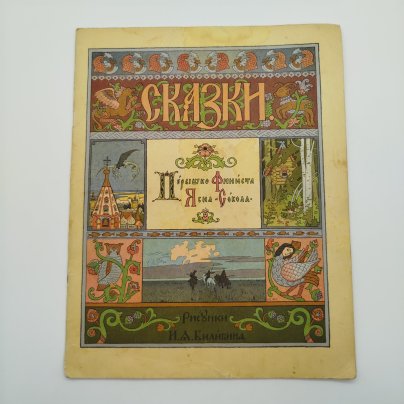 СКАЗКИ.
Перышко Финиста
Ясна-Сокола.
Рисунки
И. Я. Билибина.